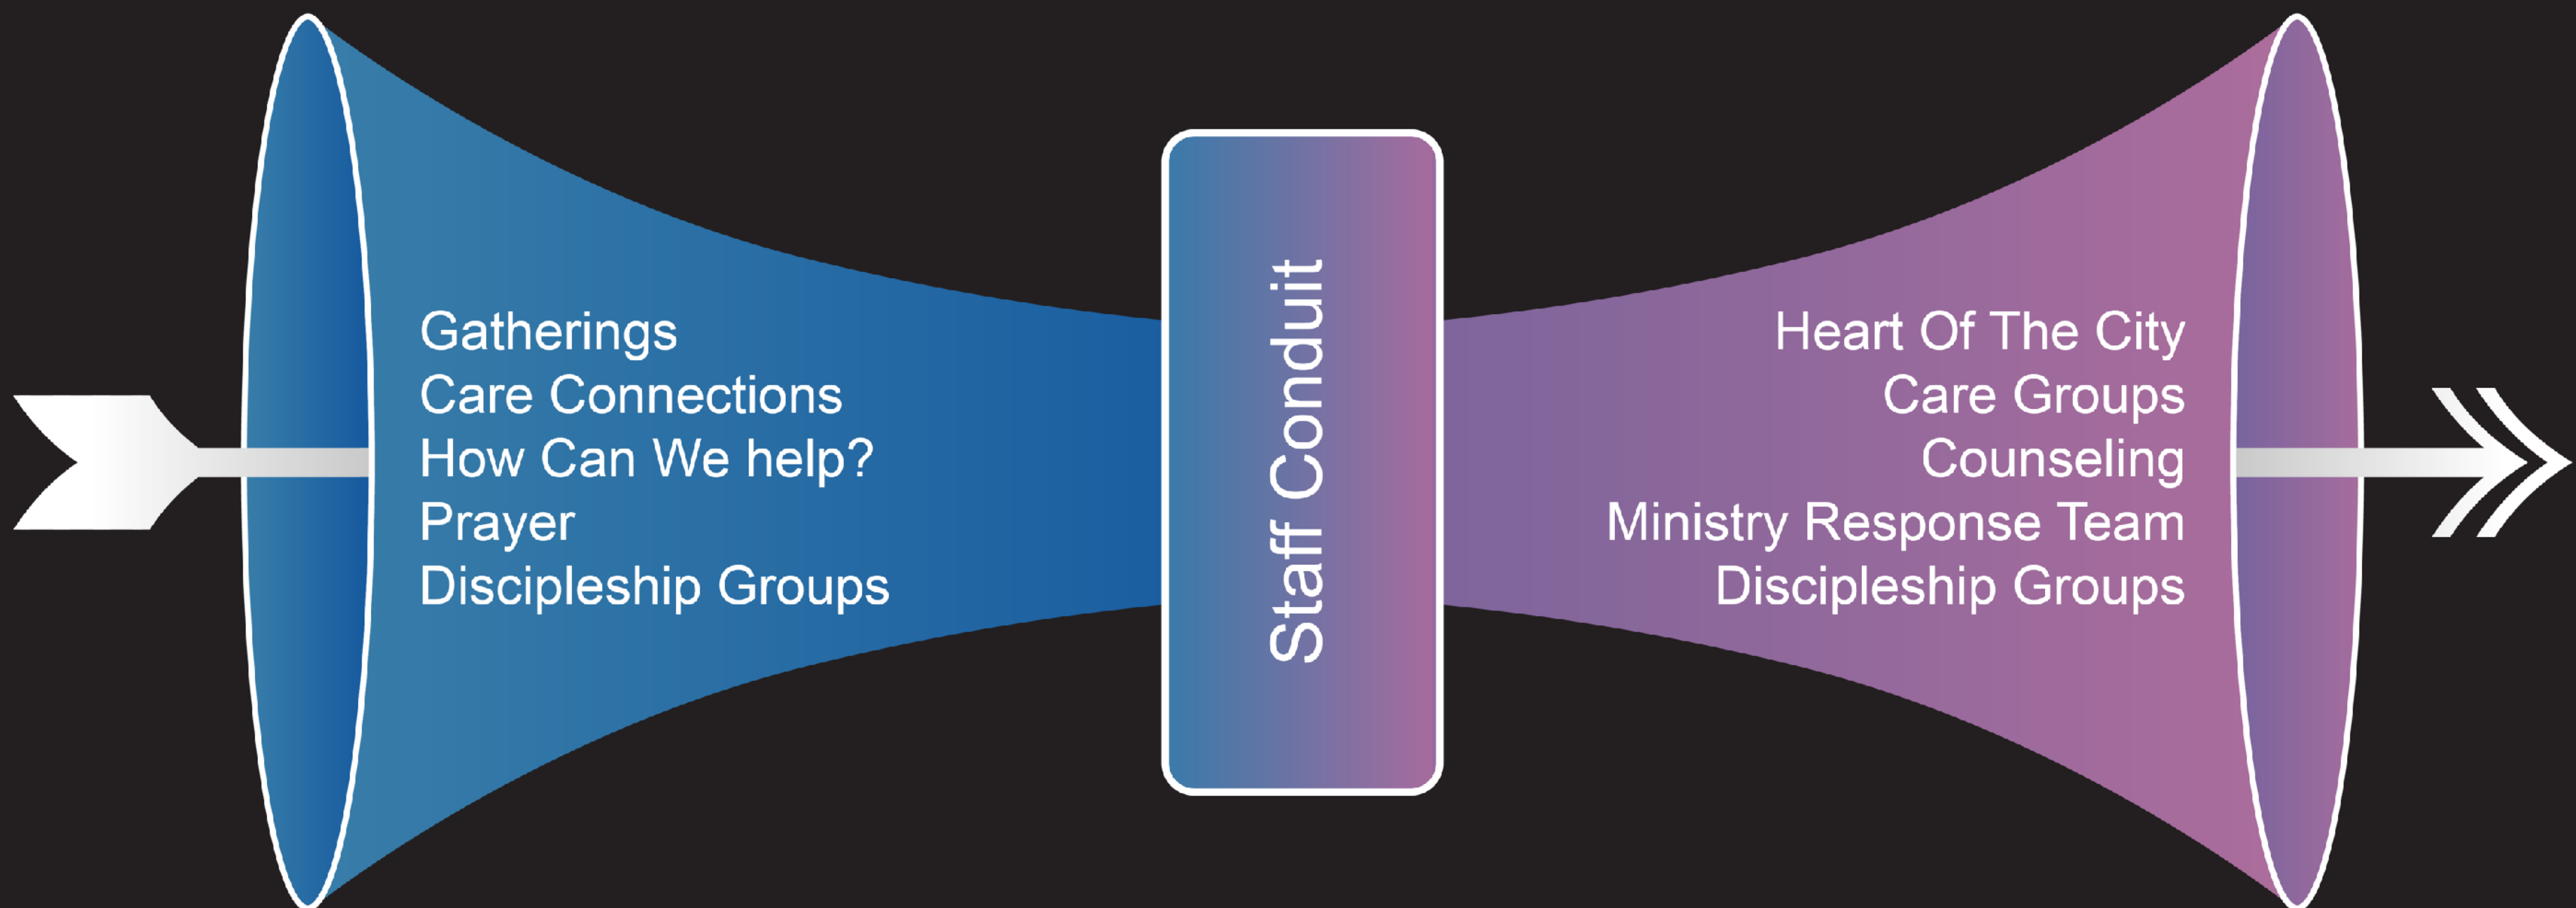 Gatherings
Care Connections
How Can We help?
Prayer
Discipleship Groups
Staff Conduit
Heart Of The City
Care Groups
Counseling
Ministry Response Team
Discipleship Groups